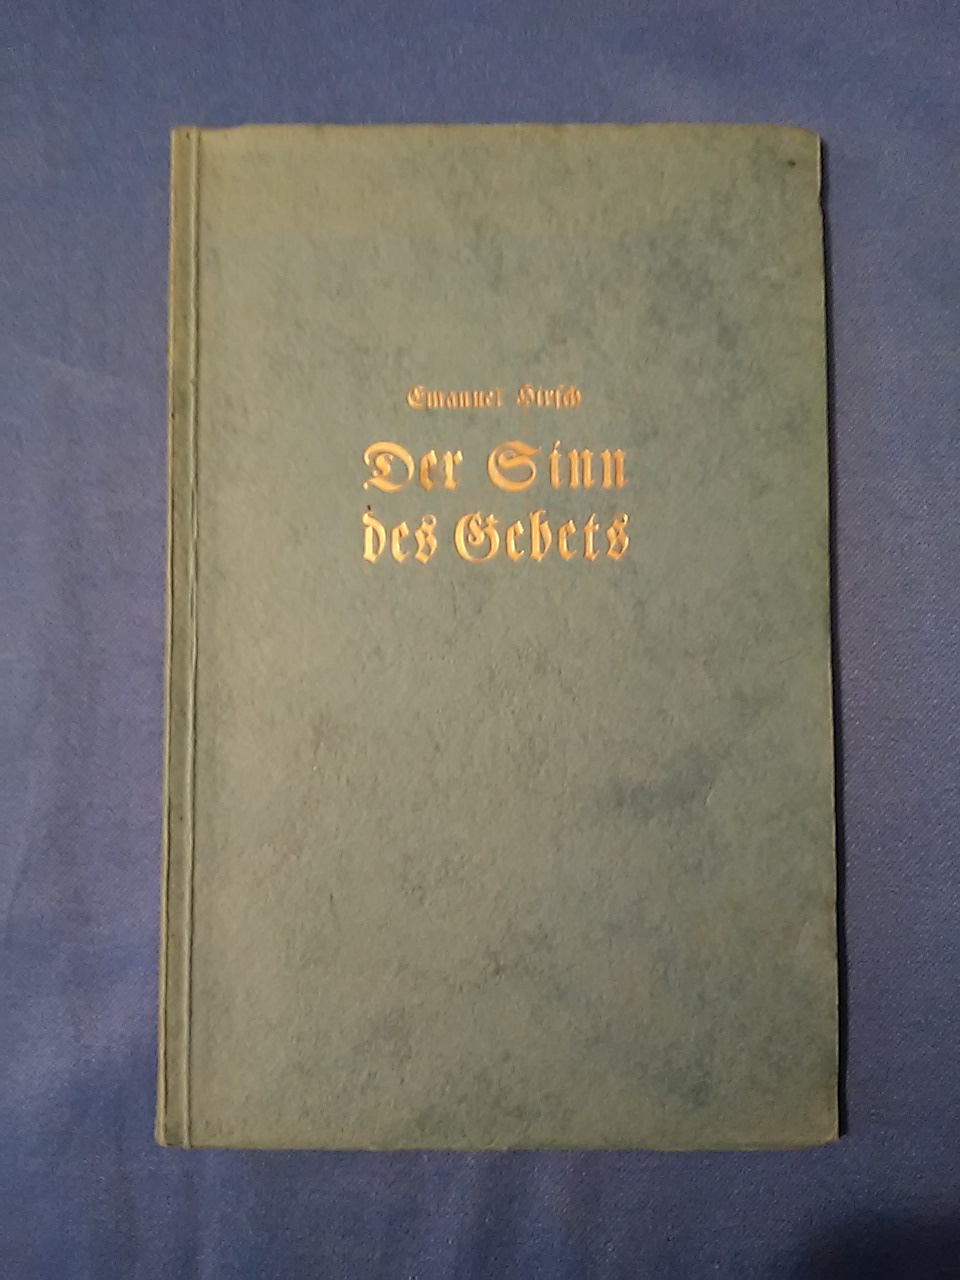 Emanuel Hirsch
Der Sinn
des Gebets